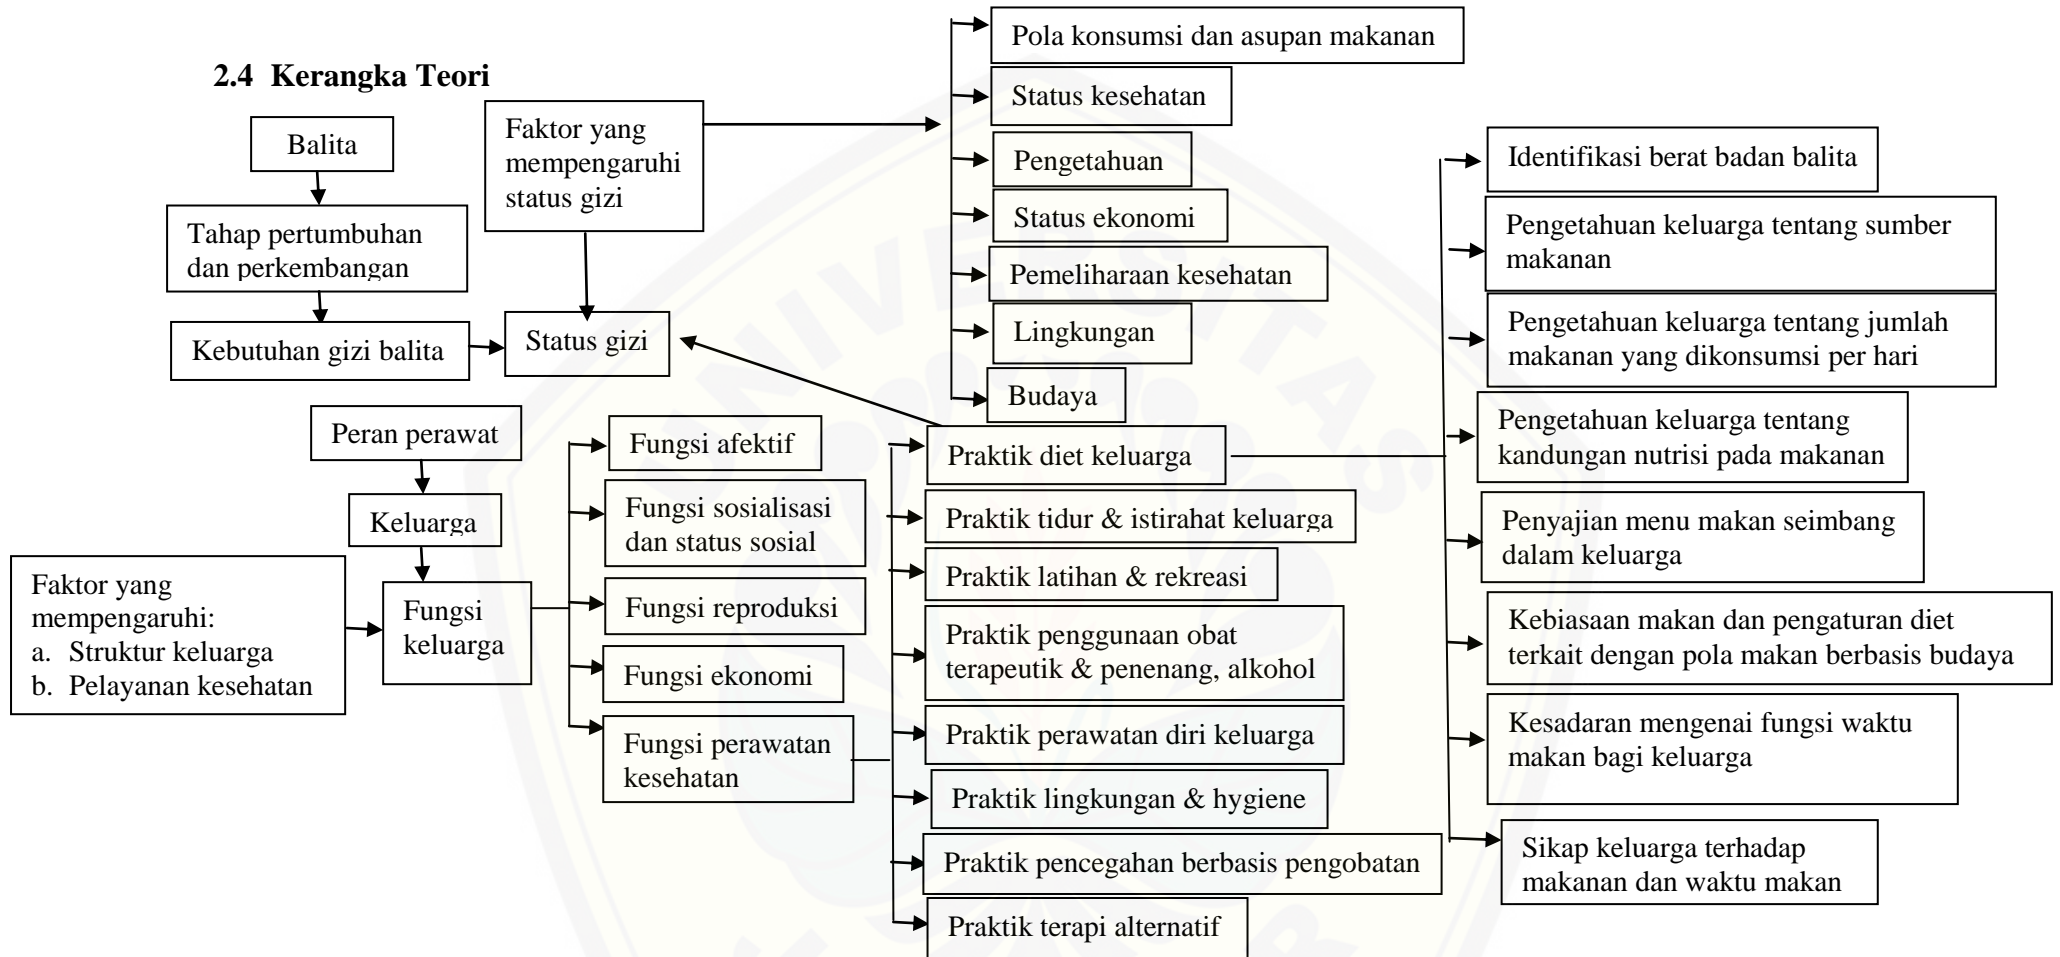 2.4 Kerangka Teori
Balita
Tahap pertumbuhan
dan perkembangan
Kebutuhan gizi balita
Faktor yang
mempengaruhi
status gizi
Status gizi
Pola konsumsi dan asupan makanan
Status kesehatan
Pengetahuan
Status ekonomi
Pemeliharaan kesehatan
Lingkungan
Budaya
Peran perawat
Keluarga
Faktor yang
mempengaruhi:
a. Struktur keluarga
b. Pelayanan kesehatan
Fungsi
keluarga
Fungsi afektif
Fungsi sosialisasi
dan status sosial
Fungsi reproduksi
Fungsi ekonomi
Fungsi perawatan
kesehatan
Praktik diet keluarga
Praktik tidur & istirahat keluarga
Praktik latihan & rekreasi
Praktik penggunaan obat
terapeutik & penenang, alkohol
Praktik perawatan diri keluarga
Praktik lingkungan & hygiene
Praktik pencegahan berbasis pengobatan
Praktik terapi alternatif
Identifikasi berat badan balita
Pengetahuan keluarga tentang sumber
makanan
Pengetahuan keluarga tentang jumlah
makanan yang dikonsumsi per hari
Pengetahuan keluarga tentang
kandungan nutrisi pada makanan
Penyajian menu makan seimbang
dalam keluarga
Kebiasaan makan dan pengaturan diet
terkait dengan pola makan berbasis budaya
Kesadaran mengenai fungsi waktu
makan bagi keluarga
Sikap keluarga terhadap
makanan dan waktu makan
UNIVERSITAS